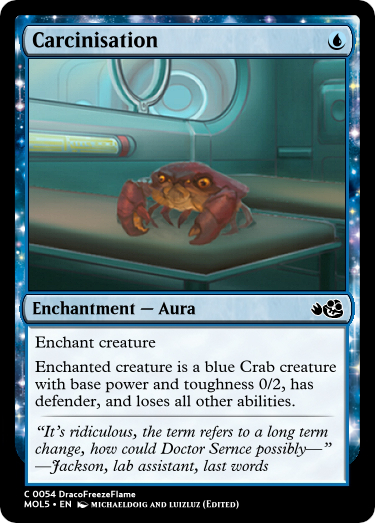 Carcinisation
Enchantment — Aura
Enchant creature
Enchanted creature is a blue Crab creature
with base power and toughness 0/2, has
defender, and loses all other abilities.
“It’s ridiculous, the term refers to a long term
change, how could Doctor Sernce possibly—”
—Jackson, lab assistant, last words
C 0054 DracoFreezeFlame
MOL5 • EN MICHAELDOIG AND LUIZLUZ (Edited)